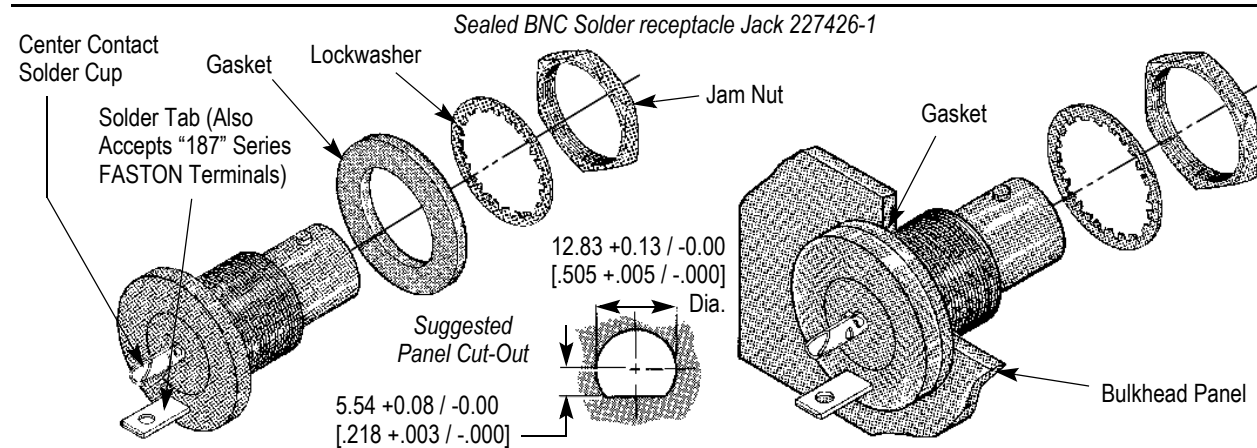 Sealed BNC Solder receptacle Jack 227426-1
Center Contact
Solder Cup
Gasket
Lockwasher
Jam Nut
Solder Tab (Also
Accepts “187” Series
FASTON Terminals)
Gasket
12.83 +0.13 / -0.00
[.505 +.005 / -.000]
Dia.
Suggested
Panel Cut-Out
5.54 +0.08 / -0.00
[.218 +.003 / -.000]
Bulkhead Panel